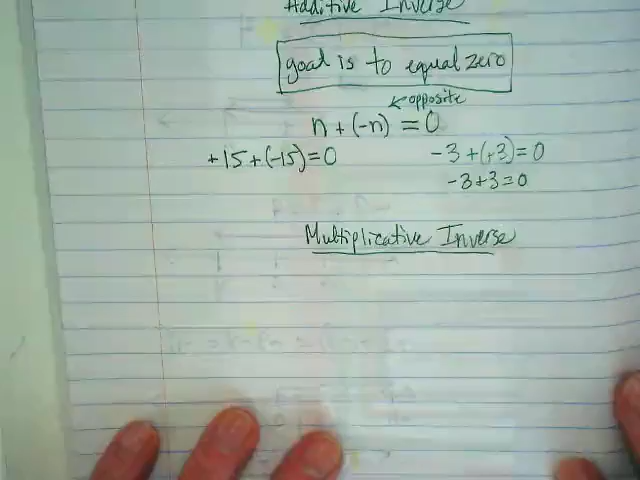 Additive Inverse
goal is to equal zero
←opposite
n + (-n) = 0
+15 + (-15) = 0
-3 + (+3) = 0
-3 + 3 = 0
Multiplicative Inverse